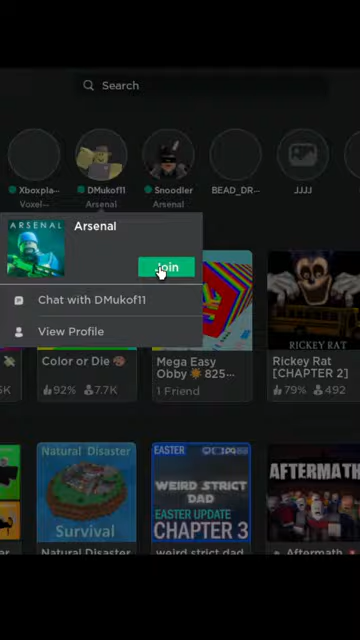 Search
Xboxpla··
DMukof11
Snoodler
BEAD_DR··
JJJJ
Voxel··
Arsenal
Arsenal
ARSENAL
Arsenal
Join
Chat with DMukof11
View Profile
RICKEY RAT
5K
Color or Die
92% 7.7K
Mega Easy
Obby 825··
1 Friend
Rickey Rat
[CHAPTER 2]
79% 492
Natural Disaster
Survival
EASTER
WEIRD STRICT
DAD
EASTER UPDATE
CHAPTER 3
AFTERMATH
Natural Disaster
weird strict dad
Aftermath